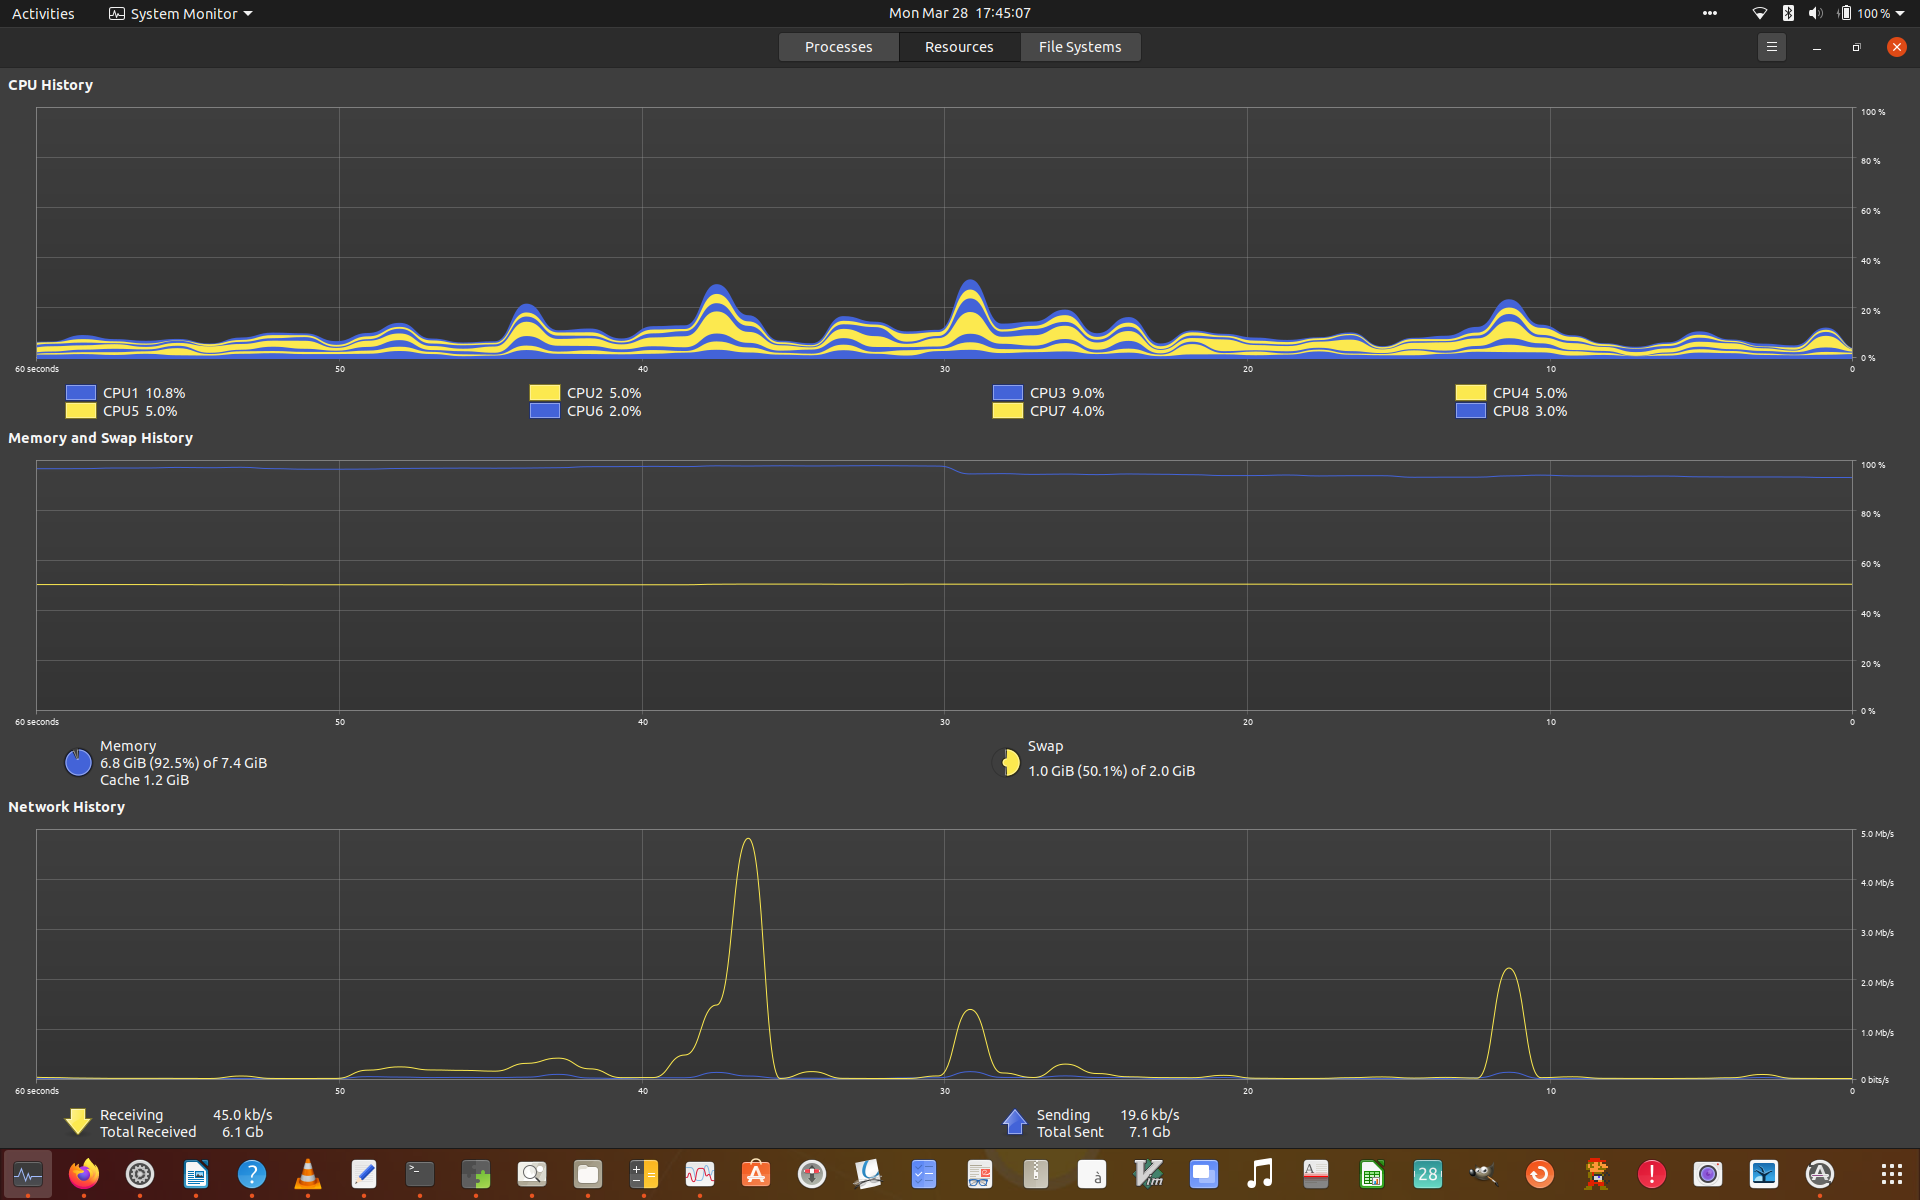 Activities System Monitor Mon Mar 28 17:45:07 100 %
Processes Resources File Systems
CPU History
100 %
80 %
60 %
40 %
20 %
0 %
60 seconds 50 40 30 20 10 0
CPU1 10.8% CPU2 5.0% CPU3 9.0% CPU4 5.0%
CPU5 5.0% CPU6 2.0% CPU7 4.0% CPU8 3.0%
Memory and Swap History
100 %
80 %
60 %
40 %
20 %
0 %
60 seconds 50 40 30 20 10 0
Memory
6.8 GiB (92.5%) of 7.4 GiB
Cache 1.2 GiB
Swap
1.0 GiB (50.1%) of 2.0 GiB
Network History
5.0 Mb/s
4.0 Mb/s
3.0 Mb/s
2.0 Mb/s
1.0 Mb/s
0 bits/s
60 seconds 50 40 30 20 10 0
Receiving 45.0 kb/s
Total Received 6.1 Gb
Sending 19.6 kb/s
Total Sent 7.1 Gb
? >_ A à Vim A 28 !